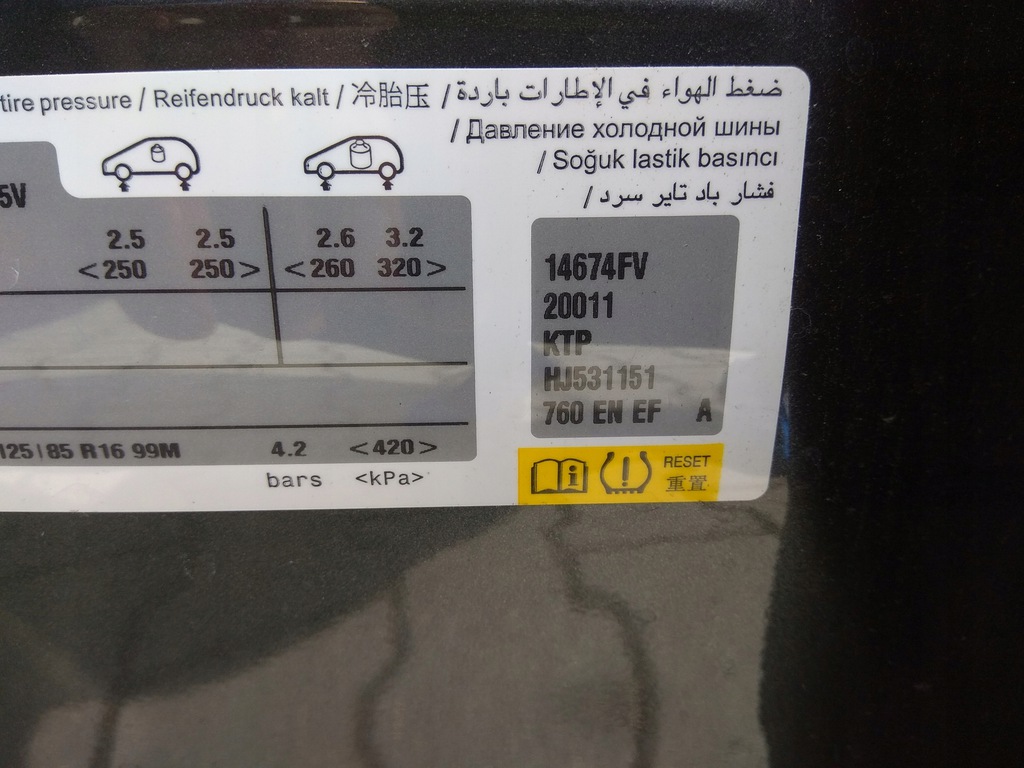 tire pressure / Reifendruck kalt / 冷胎压 / ضغط الهواء في الإطارات باردة
/ Давление холодной шины
/ Soğuk lastik basıncı
/ فشار باد تایر سرد
5V
2.5 2.5 2.6 3.2
<250 250> <260 320>
14674FV
20011
KTP
HJ531151
760 EN EF A
125|85 R16 99M 4.2 <420>
bars <kPa>
RESET
重置